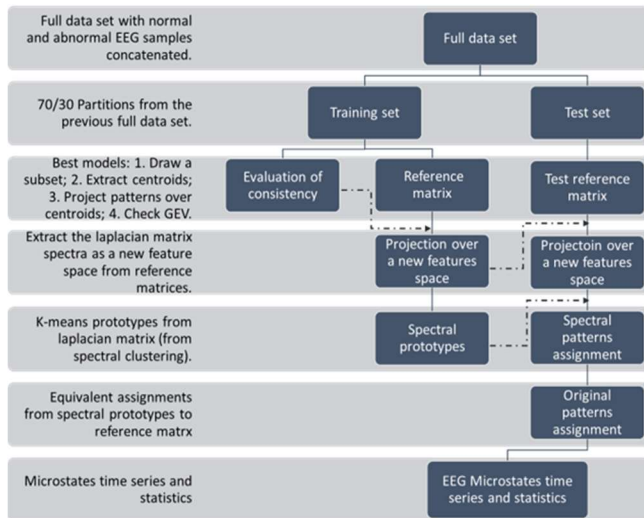 Full data set with normal
and abnormal EEG samples
concatenated.
Full data set
70/30 Partitions from the
previous full data set.
Training set
Test set
Best models: 1. Draw a
subset; 2. Extract centroids;
3. Project patterns over
centroids; 4. Check GEV.
Evaluation of
consistency
Reference
matrix
Test reference
matrix
Extract the laplacian matrix
spectra as a new feature
space from reference
matrices.
Projection over
a new features
space
Projectoin over
a new features
space
K-means prototypes from
laplacian matrix (from
spectral clustering).
Spectral
prototypes
Spectral
patterns
assignment
Equivalent assignments
from spectral prototypes to
reference matrx
Original
patterns
assignment
Microstates time series and
statistics
EEG Microstates time
series and statistics